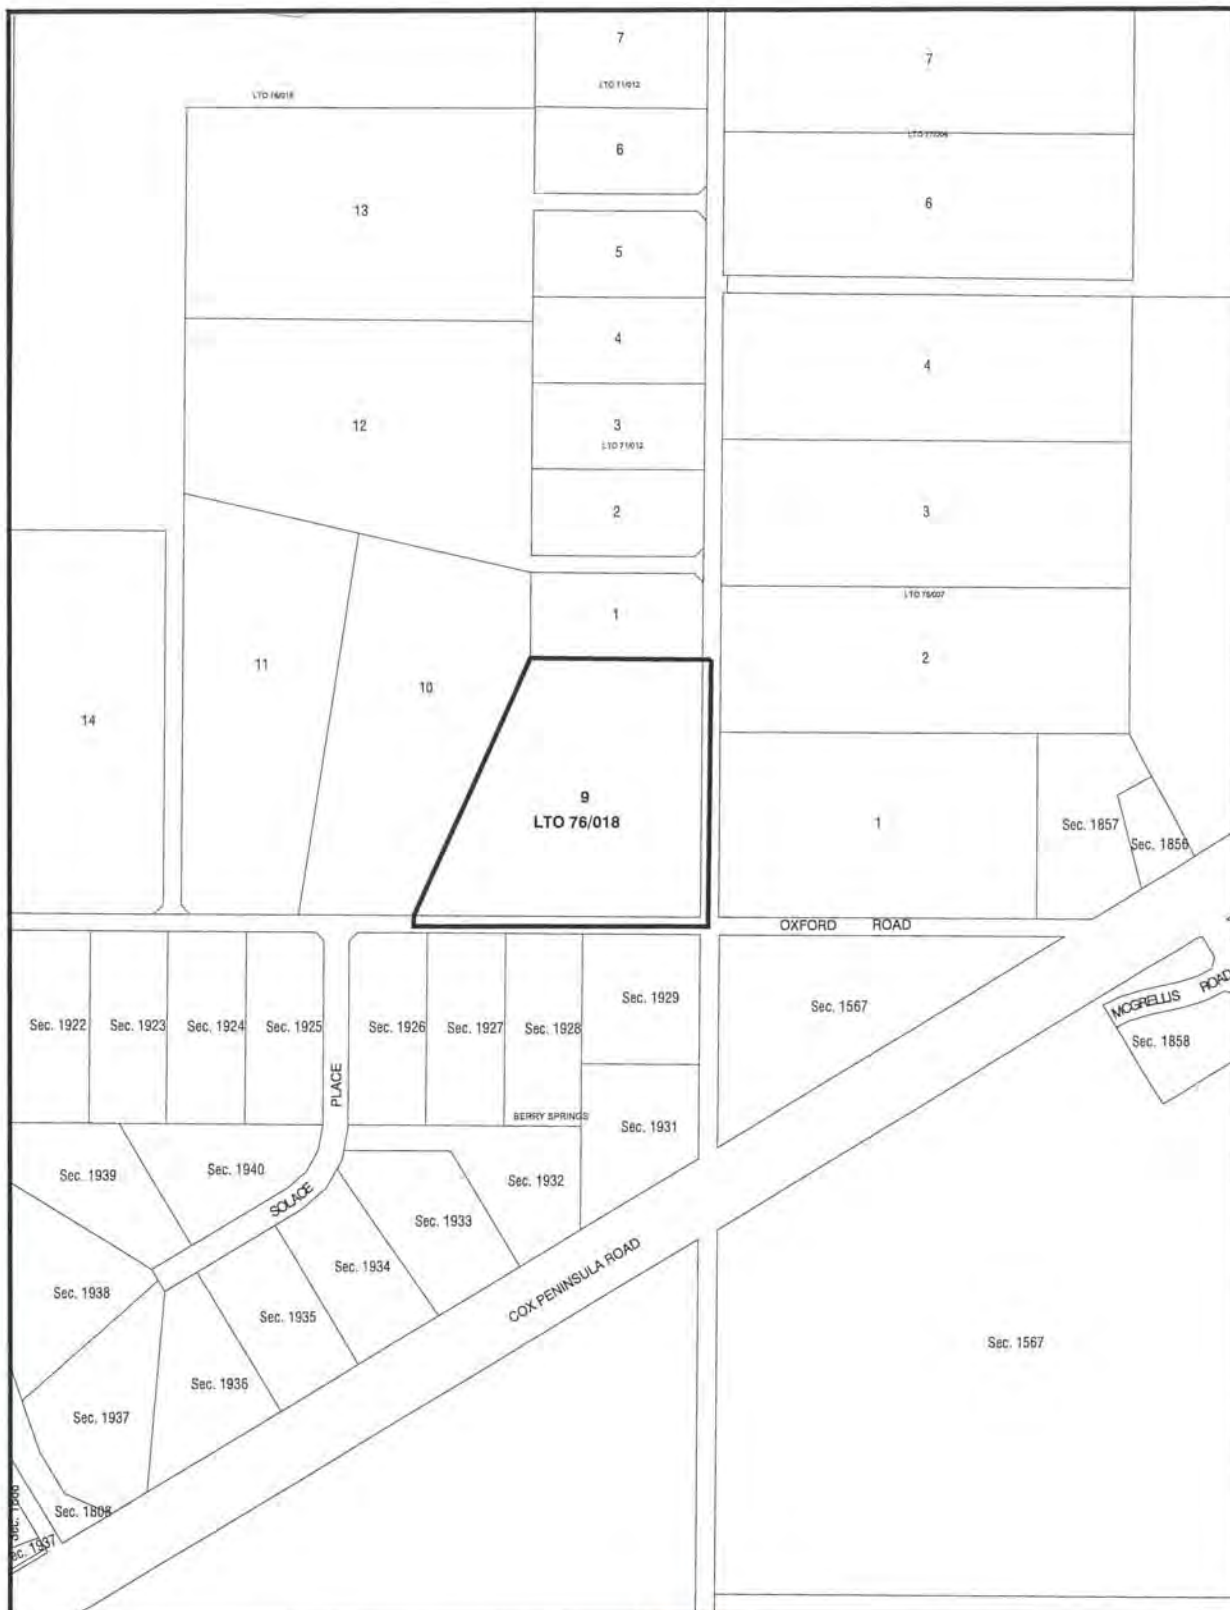 7
LTO 71/012
7
LTO 76/018
6
13
6
5
4
4
12
3
LTO 71/012
2
3
LTO 76/007
1
2
11
10
14
9
LTO 76/018
1
Sec. 1857
Sec. 1856
OXFORD ROAD
Sec. 1922
Sec. 1923
Sec. 1924
Sec. 1925
Sec. 1926
Sec. 1927
Sec. 1928
Sec. 1929
Sec. 1567
MCGRELLIS ROAD
Sec. 1858
PLACE
BERRY SPRINGS
Sec. 1931
Sec. 1939
Sec. 1940
SOLACE
Sec. 1932
Sec. 1933
Sec. 1934
COX PENINSULA ROAD
Sec. 1938
Sec. 1935
Sec. 1567
Sec. 1936
Sec. 1937
Sec. 1808
ec. 1937